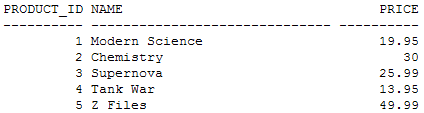 PRODUCT_ID NAME                                PRICE
---------- ------------------------------ ----------
         1 Modern Science                      19.95
         2 Chemistry                              30
         3 Supernova                           25.99
         4 Tank War                            13.95
         5 Z Files                             49.99